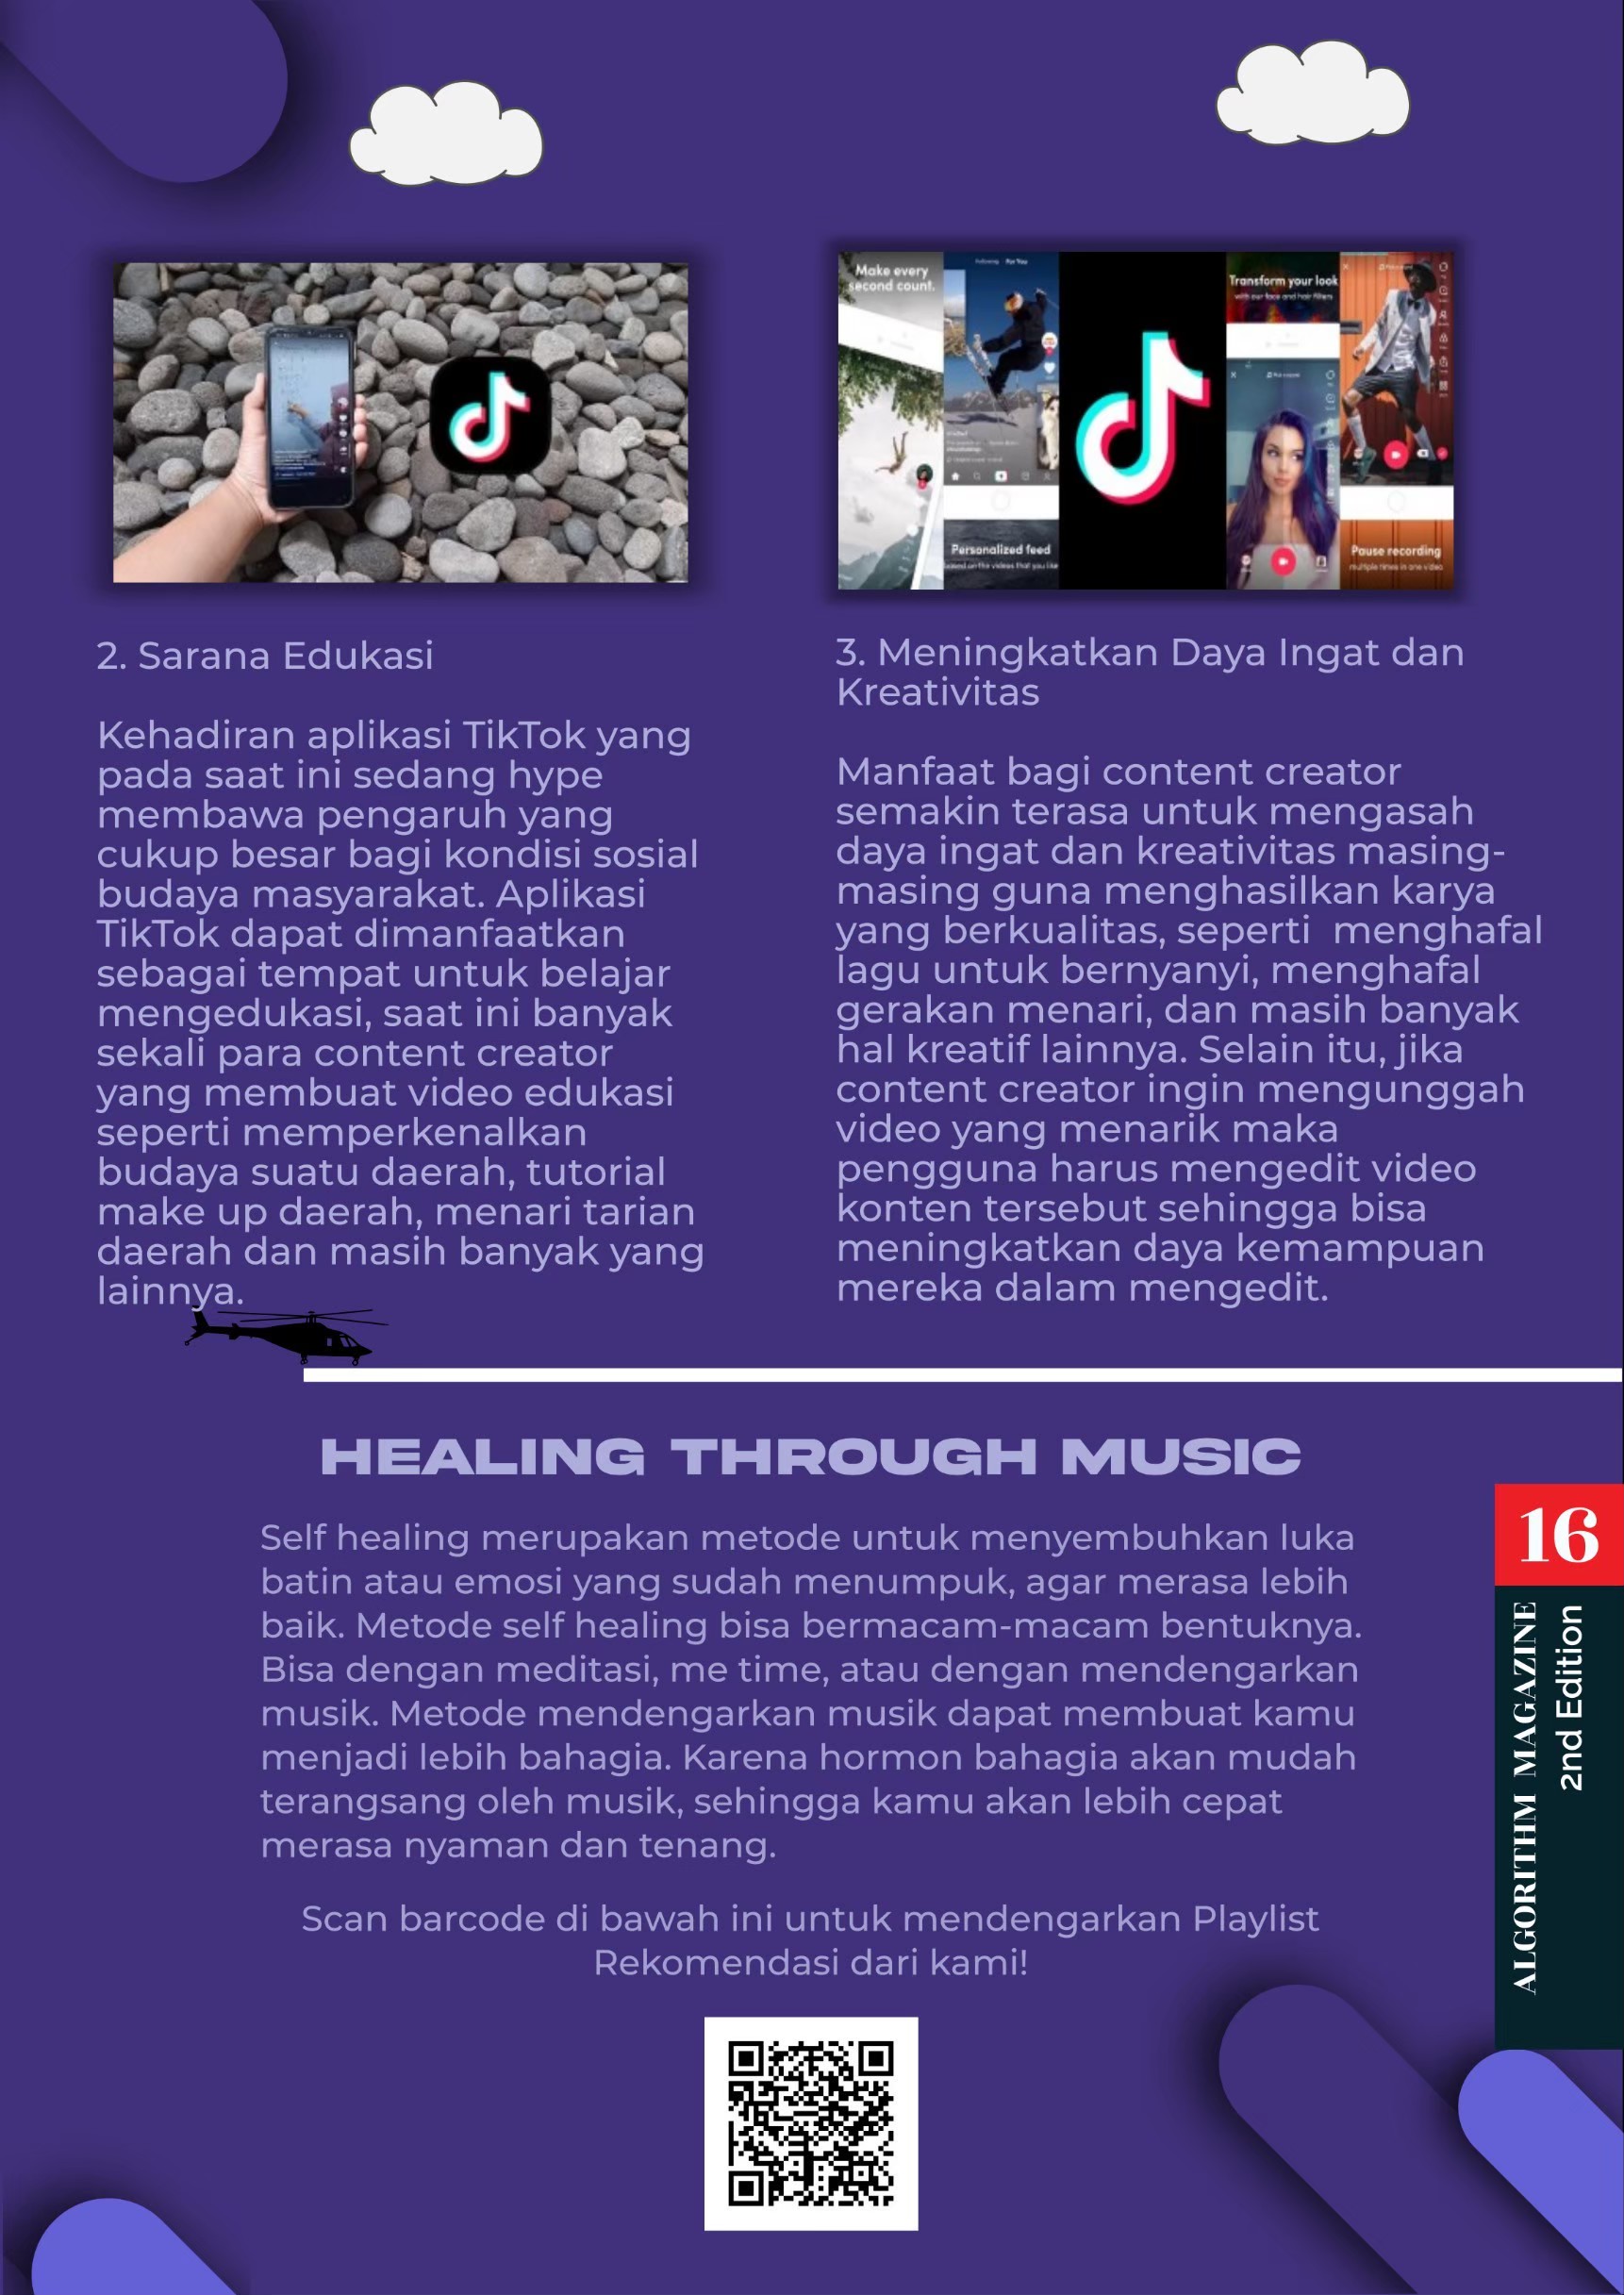 Make every
second count.
Following For You
Personalized feed
based on the videos that you like
Transform your look
with our face and hair filters
Pause recording
multiple times in one video
2. Sarana Edukasi
Kehadiran aplikasi TikTok yang
pada saat ini sedang hype
membawa pengaruh yang
cukup besar bagi kondisi sosial
budaya masyarakat. Aplikasi
TikTok dapat dimanfaatkan
sebagai tempat untuk belajar
mengedukasi, saat ini banyak
sekali para content creator
yang membuat video edukasi
seperti memperkenalkan
budaya suatu daerah, tutorial
make up daerah, menari tarian
daerah dan masih banyak yang
lainnya.
3. Meningkatkan Daya Ingat dan
Kreativitas
Manfaat bagi content creator
semakin terasa untuk mengasah
daya ingat dan kreativitas masing-
masing guna menghasilkan karya
yang berkualitas, seperti  menghafal
lagu untuk bernyanyi, menghafal
gerakan menari, dan masih banyak
hal kreatif lainnya. Selain itu, jika
content creator ingin mengunggah
video yang menarik maka
pengguna harus mengedit video
konten tersebut sehingga bisa
meningkatkan daya kemampuan
mereka dalam mengedit.
HEALING THROUGH MUSIC
Self healing merupakan metode untuk menyembuhkan luka
batin atau emosi yang sudah menumpuk, agar merasa lebih
baik. Metode self healing bisa bermacam-macam bentuknya.
Bisa dengan meditasi, me time, atau dengan mendengarkan
musik. Metode mendengarkan musik dapat membuat kamu
menjadi lebih bahagia. Karena hormon bahagia akan mudah
terangsang oleh musik, sehingga kamu akan lebih cepat
merasa nyaman dan tenang.
Scan barcode di bawah ini untuk mendengarkan Playlist
Rekomendasi dari kami!
16
ALGORITHM MAGAZINE
2nd Edition